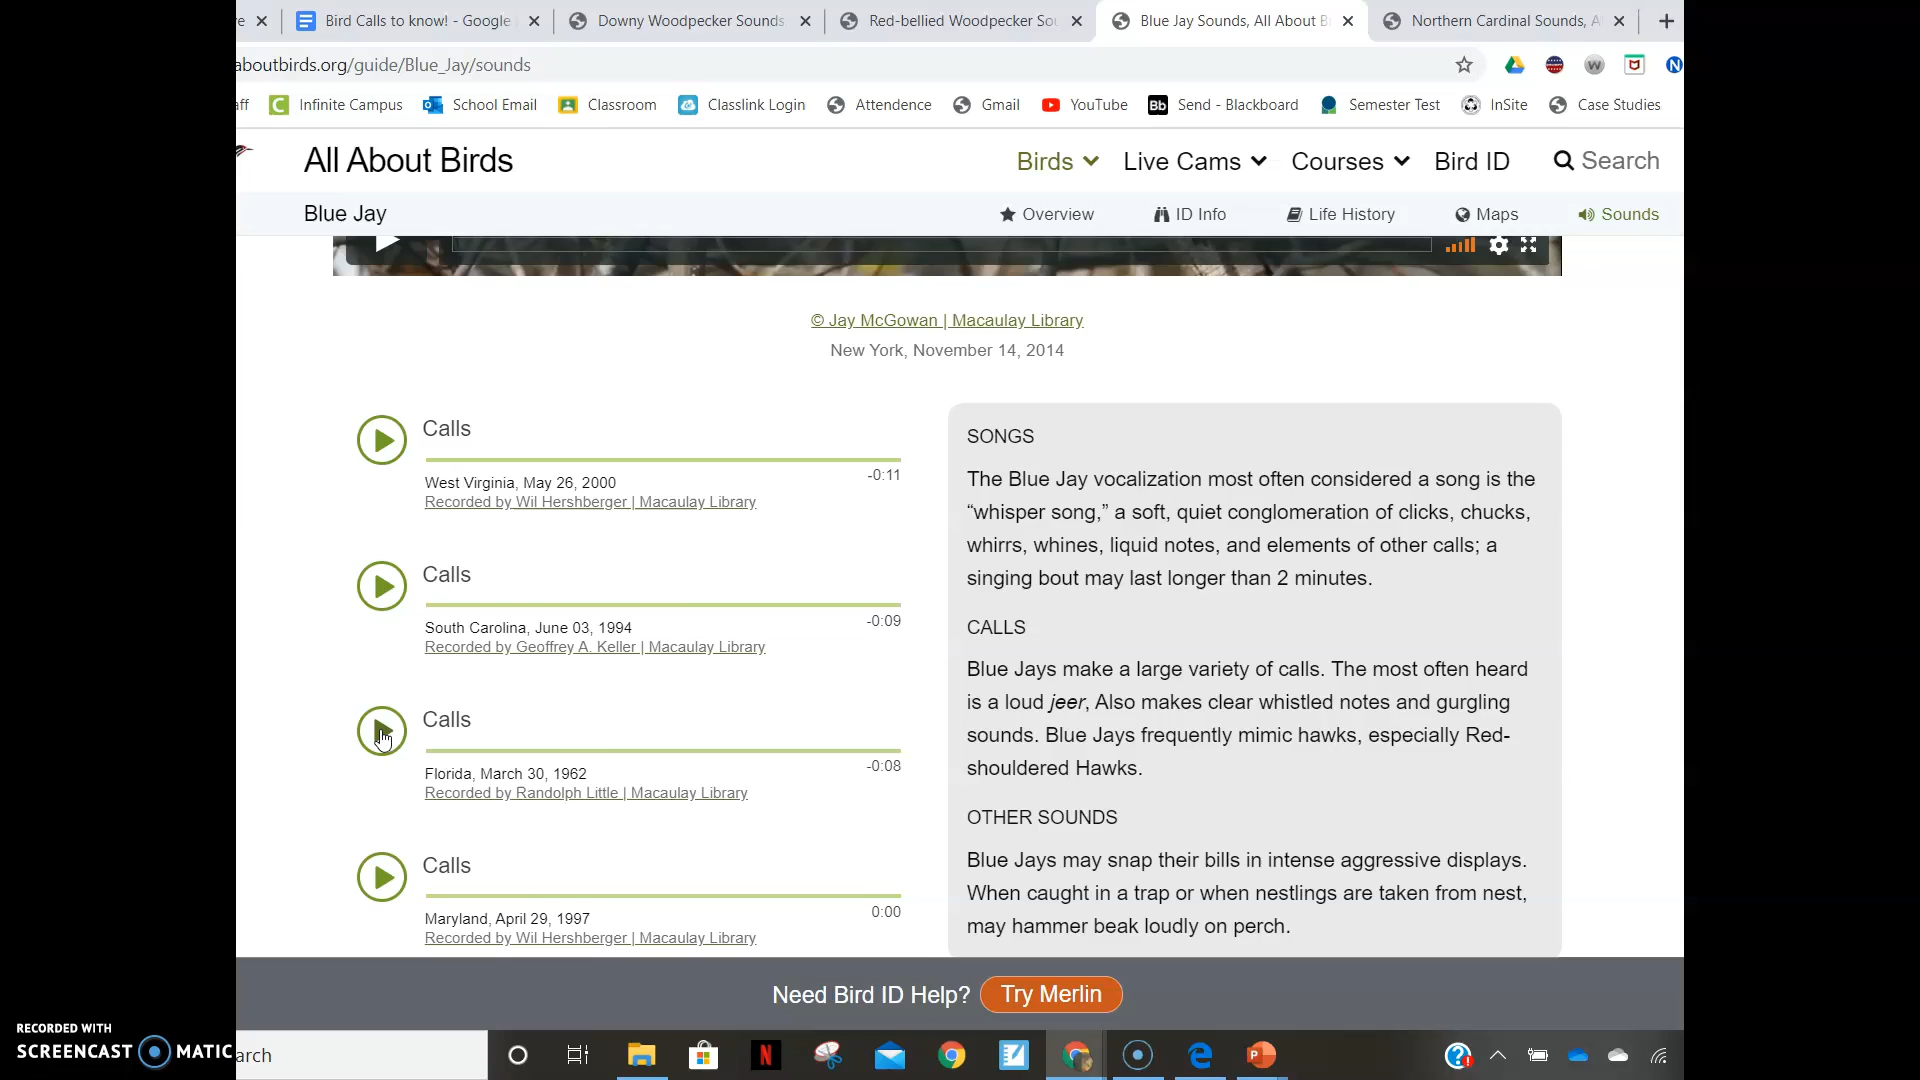 e
Bird Calls to know! - Google
Downy Woodpecker Sounds
Red-bellied Woodpecker Sou
Blue Jay Sounds, All About B
Northern Cardinal Sounds, A
aboutbirds.org/guide/Blue_Jay/sounds
aff
Infinite Campus
School Email
Classroom
Classlink Login
Attendence
Gmail
YouTube
Bb Send - Blackboard
Semester Test
InSite
Case Studies
All About Birds
Birds
Live Cams
Courses
Bird ID
Search
Blue Jay
Overview
ID Info
Life History
Maps
Sounds
© Jay McGowan | Macaulay Library
New York, November 14, 2014
Calls
-0:11
West Virginia, May 26, 2000
Recorded by Wil Hershberger | Macaulay Library
Calls
-0:09
South Carolina, June 03, 1994
Recorded by Geoffrey A. Keller | Macaulay Library
Calls
-0:08
Florida, March 30, 1962
Recorded by Randolph Little | Macaulay Library
Calls
0:00
Maryland, April 29, 1997
Recorded by Wil Hershberger | Macaulay Library
SONGS
The Blue Jay vocalization most often considered a song is the
“whisper song,” a soft, quiet conglomeration of clicks, chucks,
whirrs, whines, liquid notes, and elements of other calls; a
singing bout may last longer than 2 minutes.
CALLS
Blue Jays make a large variety of calls. The most often heard
is a loud jeer, Also makes clear whistled notes and gurgling
sounds. Blue Jays frequently mimic hawks, especially Red-
shouldered Hawks.
OTHER SOUNDS
Blue Jays may snap their bills in intense aggressive displays.
When caught in a trap or when nestlings are taken from nest,
may hammer beak loudly on perch.
Need Bird ID Help?
Try Merlin
RECORDED WITH
SCREENCAST MATIC
arch